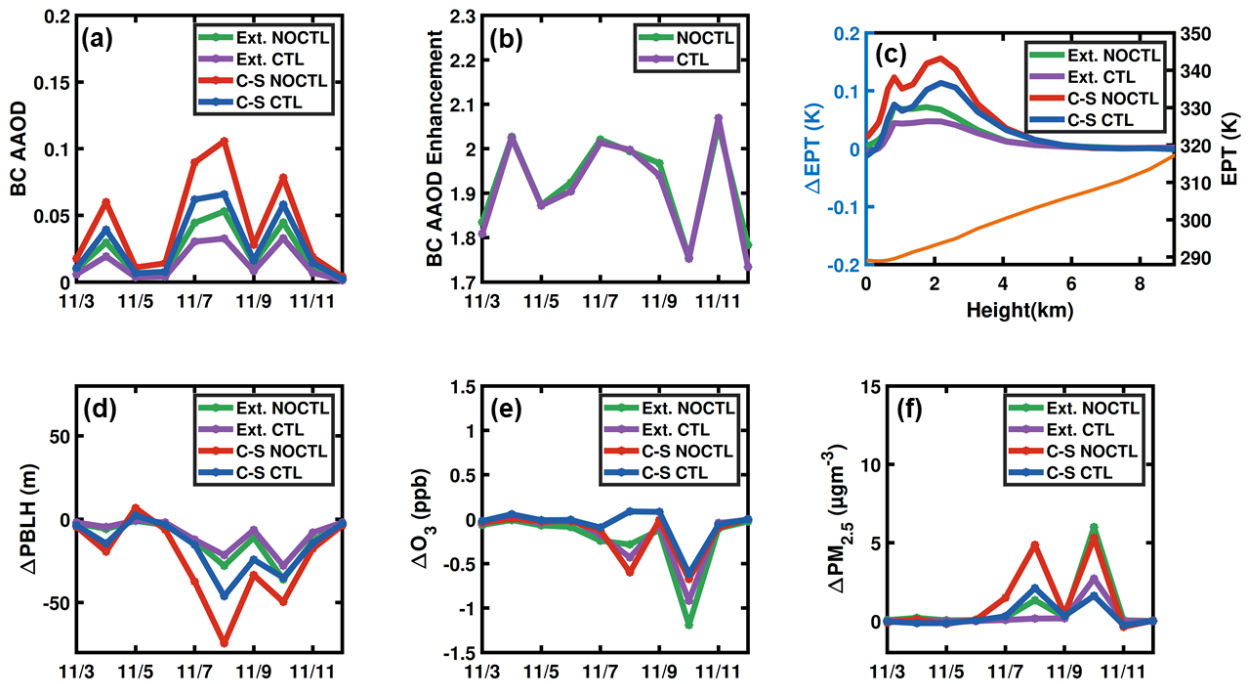 (a)
BC AAOD
0.2
0.15
0.1
0.05
0
11/3 11/5 11/7 11/9 11/11
Ext. NOCTL
Ext. CTL
C-S NOCTL
C-S CTL
(b)
BC AAOD Enhancement
2.3
2.2
2.1
2.0
1.9
1.8
1.7
11/3 11/5 11/7 11/9 11/11
NOCTL
CTL
(c)
ΔEPT (K)
0.2
0.1
0
-0.1
-0.2
0 2 4 6 8
Height(km)
350
340
330
320
310
300
290
EPT (K)
Ext. NOCTL
Ext. CTL
C-S NOCTL
C-S CTL
(d)
ΔPBLH (m)
50
0
-50
11/3 11/5 11/7 11/9 11/11
Ext. NOCTL
Ext. CTL
C-S NOCTL
C-S CTL
(e)
ΔO3 (ppb)
1.5
1
0.5
0
-0.5
-1
-1.5
11/3 11/5 11/7 11/9 11/11
Ext. NOCTL
Ext. CTL
C-S NOCTL
C-S CTL
(f)
ΔPM2.5 (μgm-3)
15
10
5
0
11/3 11/5 11/7 11/9 11/11
Ext. NOCTL
Ext. CTL
C-S NOCTL
C-S CTL